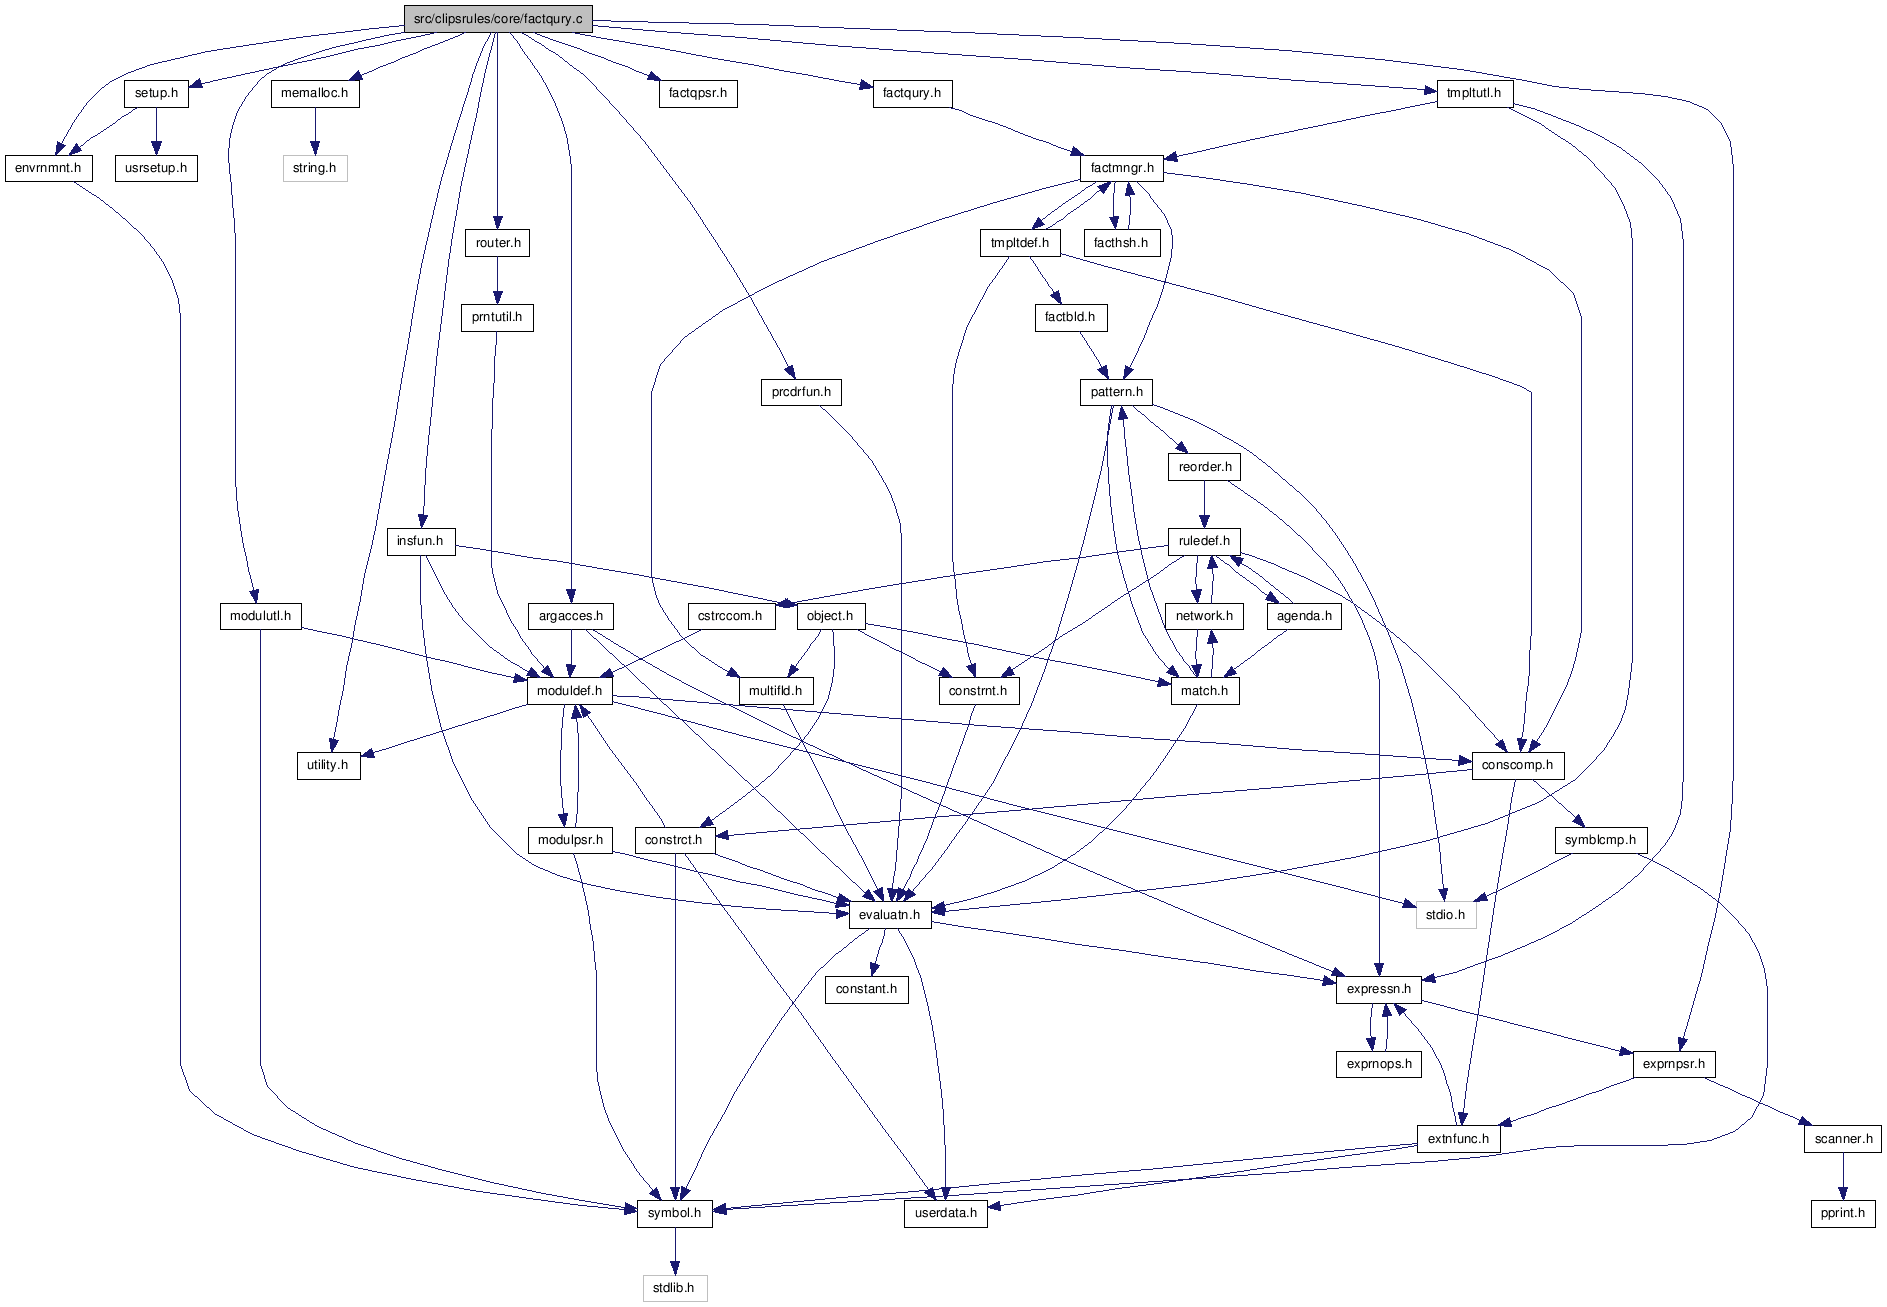 src/clipsrules/core/factqury.c
setup.h
memalloc.h
factqpsr.h
factqury.h
tmpltutl.h
envrnmnt.h
usrsetup.h
string.h
factmngr.h
router.h
tmpltdef.h
facthsh.h
prntutil.h
factbld.h
prcdrfun.h
pattern.h
reorder.h
insfun.h
ruledef.h
modulutl.h
argacces.h
cstrccom.h
object.h
network.h
agenda.h
moduldef.h
multifld.h
constrnt.h
match.h
utility.h
conscomp.h
modulpsr.h
constrct.h
symblcmp.h
evaluatn.h
stdio.h
constant.h
expressn.h
exprnops.h
exprnpsr.h
extnfunc.h
scanner.h
symbol.h
userdata.h
pprint.h
stdlib.h